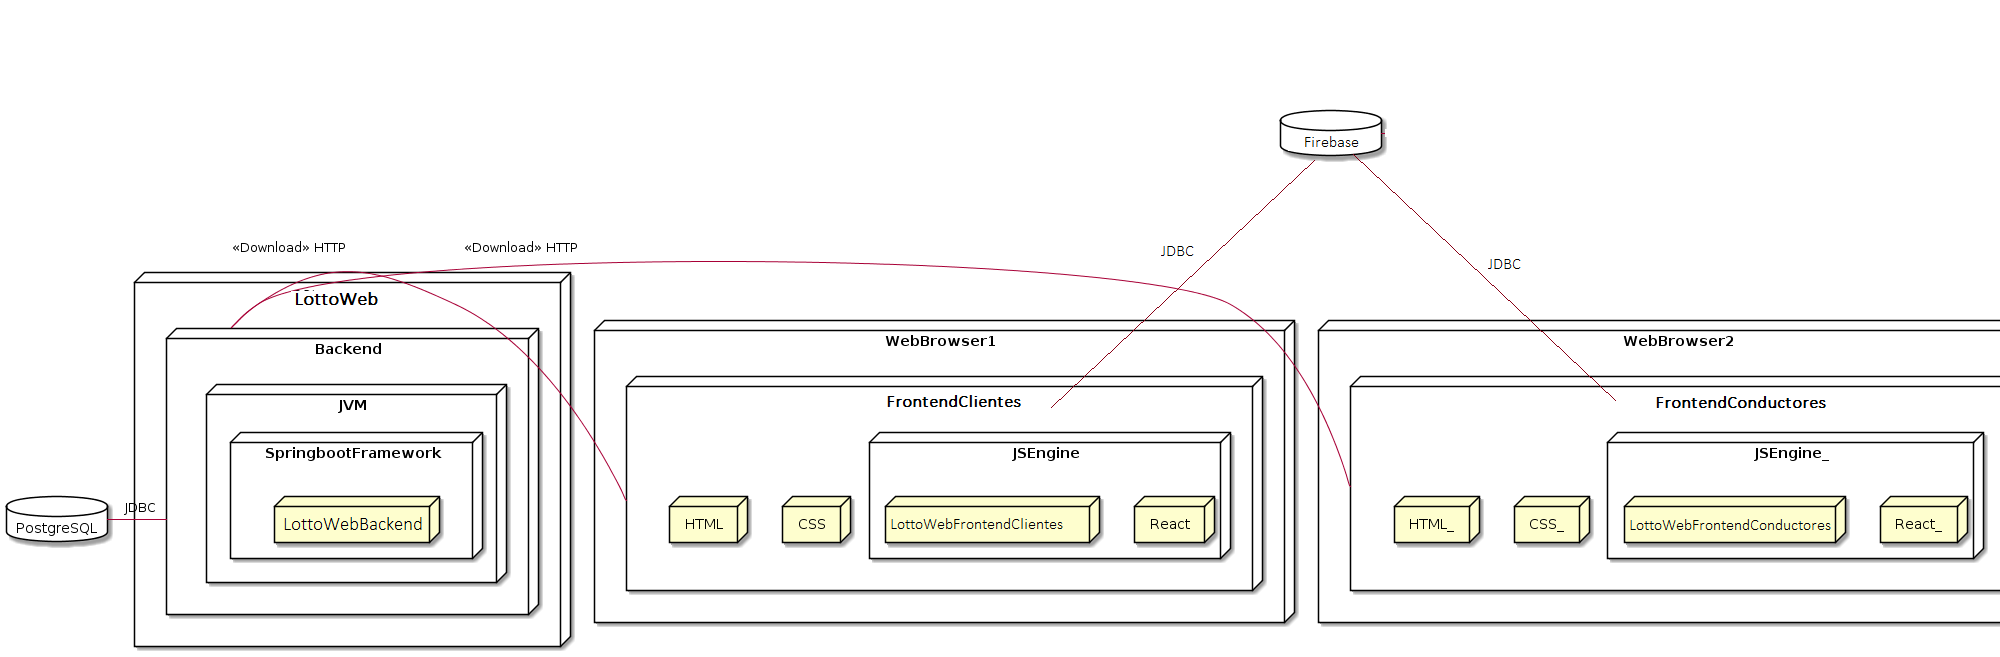 Firebase
JDBC
JDBC
«Download» HTTP
«Download» HTTP
LottoWeb
Backend
JVM
SpringbootFramework
LottoWebBackend
PostgreSQL
JDBC
WebBrowser1
FrontendClientes
JSEngine
HTML
CSS
LottoWebFrontendClientes
React
WebBrowser2
FrontendConductores
JSEngine_
HTML_
CSS_
LottoWebFrontendConductores
React_